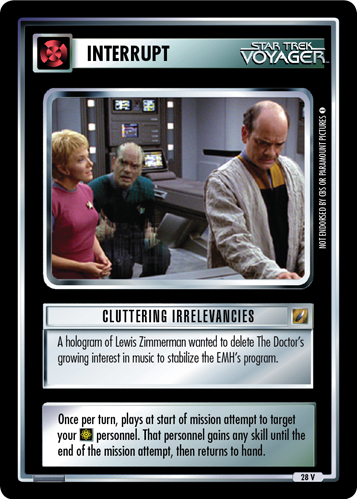 INTERRUPT
STAR TREK
VOYAGER
NOT ENDORSED BY CBS OR PARAMOUNT PICTURES
CLUTTERING IRRELEVANCIES
A hologram of Lewis Zimmerman wanted to delete The Doctor's
growing interest in music to stabilize the EMH's program.
Once per turn, plays at start of mission attempt to target
your personnel. That personnel gains any skill until the
end of the mission attempt, then returns to hand.
28 V